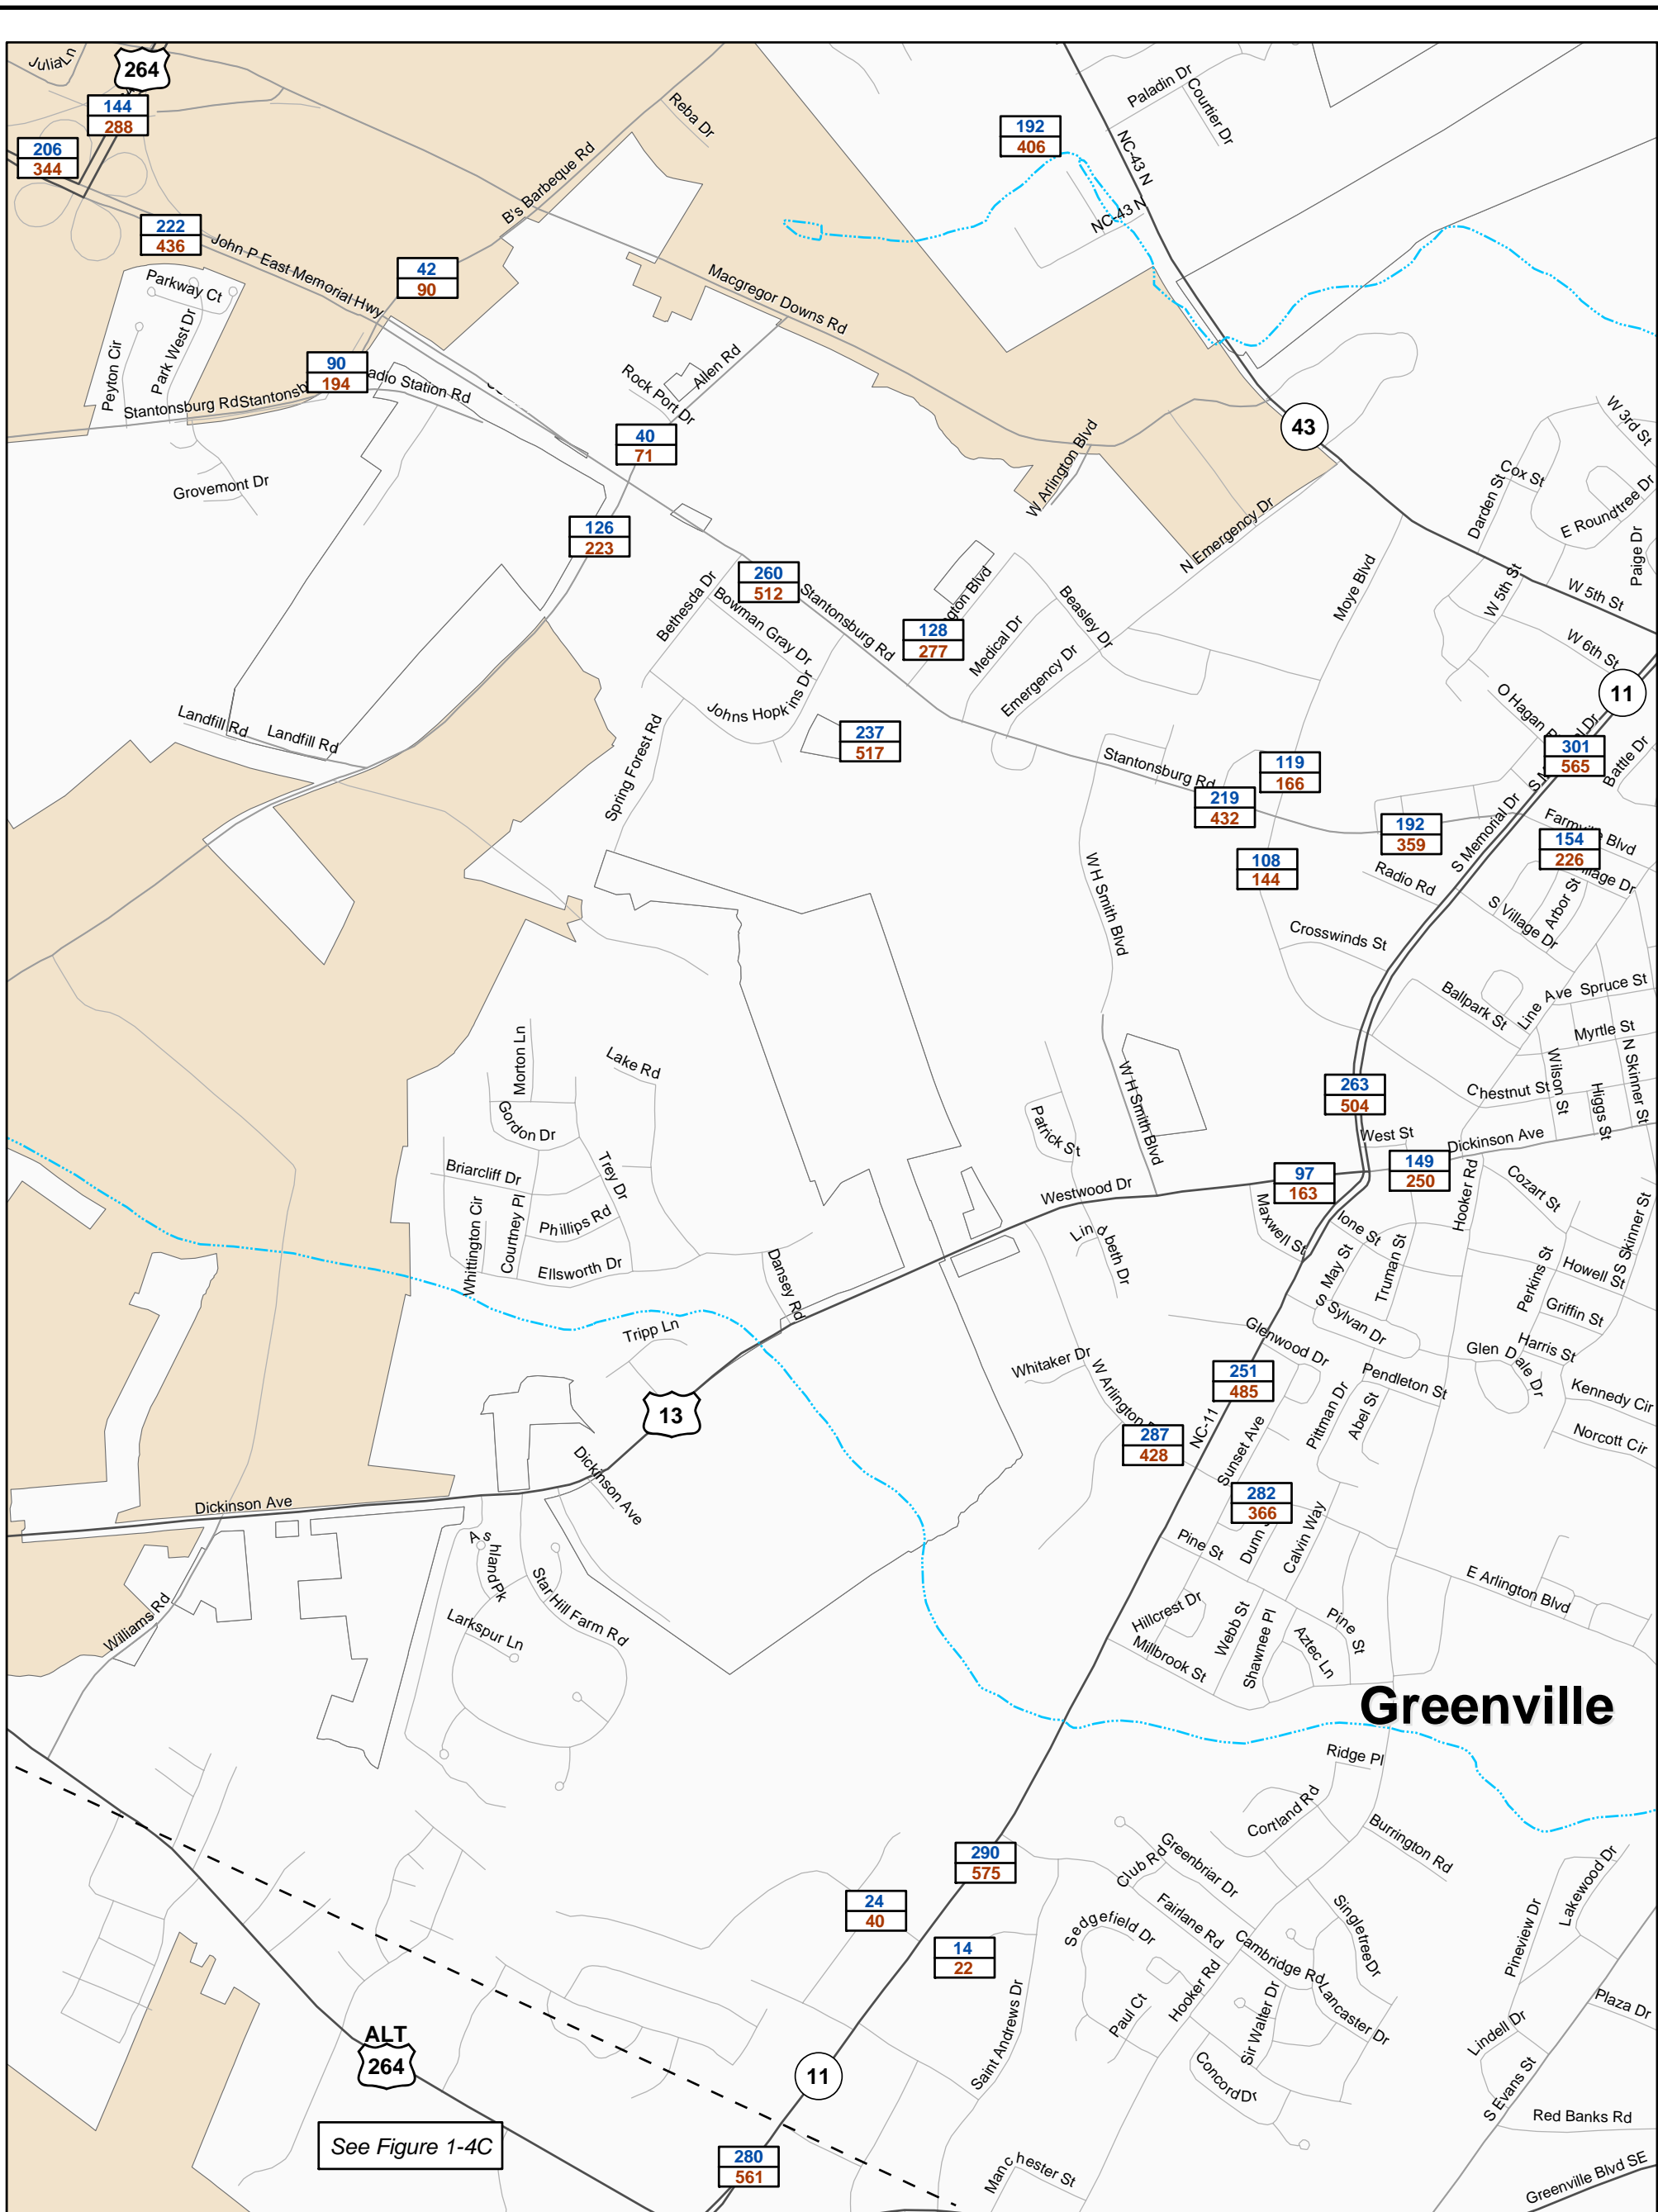 Julia Ln
264
144
288
206
344
222
436
John P East Memorial Hwy
Parkway Ct
Park West Dr
Peyton Cir
42
90
B's Barbeque Rd
Reba Dr
90
194
Stantonsburg Rd
adio Station Rd
Grovemont Dr
Macgregor Downs Rd
Rock Port Dr
Allen Rd
40
71
126
223
192
406
Paladin Dr
Courtier Dr
NC-43 N
NC-43 N
43
W Arlington Blvd
N Emergency Dr
Moye Blvd
W 3rd St
Cox St
Darden St
E Roundtree Dr
Paige Dr
W 5th St
W 5th St
W 6th St
11
260
512
Bethesda Dr
Bowman Gray Dr
Stantonsburg Rd
128
277
Medical Dr
Beasley Dr
Emergency Dr
Johns Hopkins Dr
237
517
Spring Forest Rd
Landfill Rd
Landfill Rd
Stantonsburg Rd
119
166
219
432
108
144
192
359
301
565
Battle Dr
S Memorial Dr
Farmville Blvd
154
226
Radio Rd
S Village Dr
Arbor St
Crosswinds St
W H Smith Blvd
Ballpark St
Line Ave
Spruce St
Myrtle St
Wilson St
N Skinner St
Higgs St
Chestnut St
263
504
West St
Dickinson Ave
149
250
97
163
Hooker Rd
Cozart St
S Skinner St
Morton Ln
Lake Rd
Gordon Dr
Briarcliff Dr
Trey Dr
Whittington Cir
Courtney Pl
Phillips Rd
Ellsworth Dr
Dansey Rd
Tripp Ln
Patrick St
W H Smith Blvd
Westwood Dr
Lindbeth Dr
Maxwell St
Ione St
May St
Truman St
S Sylvan Dr
Perkins St
Howell St
Griffin St
Harris St
Glen Dale Dr
Kennedy Cir
Norcott Cir
Glenwood Dr
251
485
Pendleton St
Pittman Dr
Abel St
Whitaker Dr
W Arlington
287
428
NC-11
Sunset Ave
282
366
Dunn
Calvin Way
Pine St
E Arlington Blvd
13
Dickinson Ave
Dickinson Ave
Ashland Pk
Star Hill Farm Rd
Larkspur Ln
Williams Rd
Hillcrest Dr
Millbrook St
Webb St
Shawnee Pl
Aztec Ln
Pine St
Greenville
Ridge Pl
Cortland Rd
Burrington Rd
290
575
24
40
14
22
Club Rd
Greenbriar Dr
Fairlane Rd
Sedgefield Dr
Cambridge Rd
Singletree Dr
Lancaster Dr
Pineview Dr
Lakewood Dr
Plaza Dr
Lindell Dr
Paul Ct
Hooker Rd
Sir Walter Dr
Concord Dr
Saint Andrews Dr
S Evans St
Red Banks Rd
Greenville Blvd SE
ALT
264
11
See Figure 1-4C
280
561
Manchester St